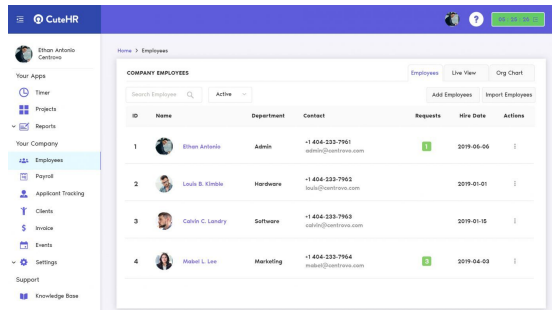 CuteHR
?
05 : 35 : 35
Ethan Antonio
Centrovo
Your Apps
Timer
Projects
Reports
Your Company
Employees
Payroll
Applicant Tracking
Clients
Invoice
Events
Settings
Support
Knowledge Base
Home > Employees
COMPANY EMPLOYEES
Employees Live View Org Chart
Search Employee Active
Add Employees Import Employees
ID Name Department Contact Requests Hire Date Actions
1 Ethan Antonio Admin +1 404-233-7961 1 2019-06-06
admin@centrovo.com
2 Louis B. Kimble Hardware +1 404-233-7962 2019-01-01
louis@centrovo.com
3 Calvin C. Landry Software +1 404-233-7963 2019-01-15
calvin@centrovo.com
4 Mabel L. Lee Marketing +1 404-233-7964 3 2019-04-03
mabel@centrovo.com